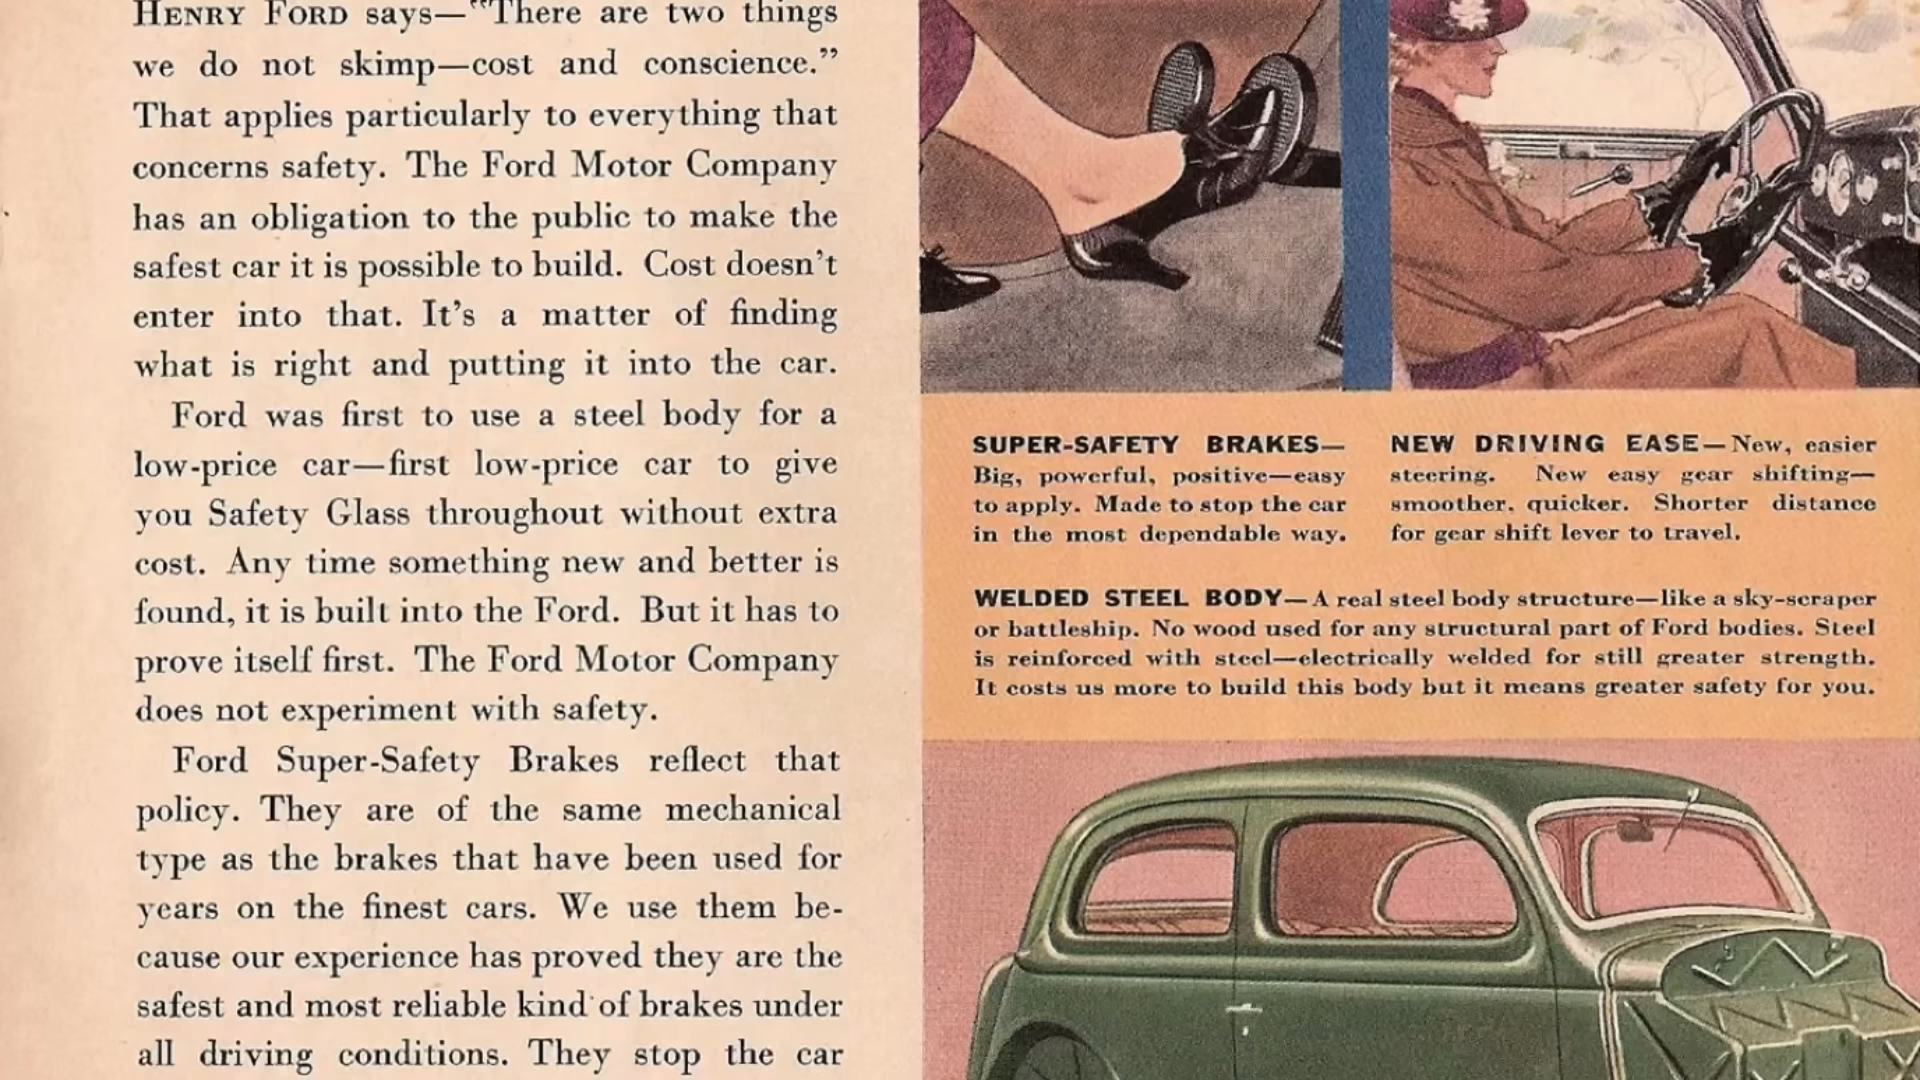 HENRY FORD says—"There are two things
we do not skimp—cost and conscience."
That applies particularly to everything that
concerns safety. The Ford Motor Company
has an obligation to the public to make the
safest car it is possible to build. Cost doesn't
enter into that. It's a matter of finding
what is right and putting it into the car.
Ford was first to use a steel body for a
low-price car—first low-price car to give
you Safety Glass throughout without extra
cost. Any time something new and better is
found, it is built into the Ford. But it has to
prove itself first. The Ford Motor Company
does not experiment with safety.
Ford Super-Safety Brakes reflect that
policy. They are of the same mechanical
type as the brakes that have been used for
years on the finest cars. We use them be-
cause our experience has proved they are the
safest and most reliable kind of brakes under
all driving conditions. They stop the car
SUPER-SAFETY BRAKES—
Big, powerful, positive—easy
to apply. Made to stop the car
in the most dependable way.
NEW DRIVING EASE—New, easier
steering. New easy gear shifting—
smoother, quicker. Shorter distance
for gear shift lever to travel.
WELDED STEEL BODY—A real steel body structure—like a sky-scraper
or battleship. No wood used for any structural part of Ford bodies. Steel
is reinforced with steel—electrically welded for still greater strength.
It costs us more to build this body but it means greater safety for you.